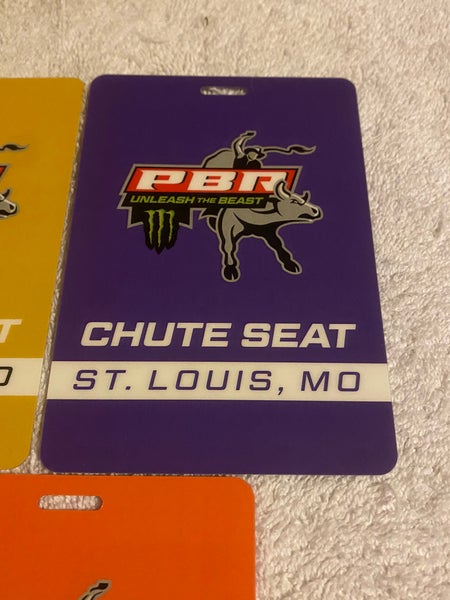 PBR
UNLEASH THE BEAST
CHUTE SEAT
ST. LOUIS, MO
T
O